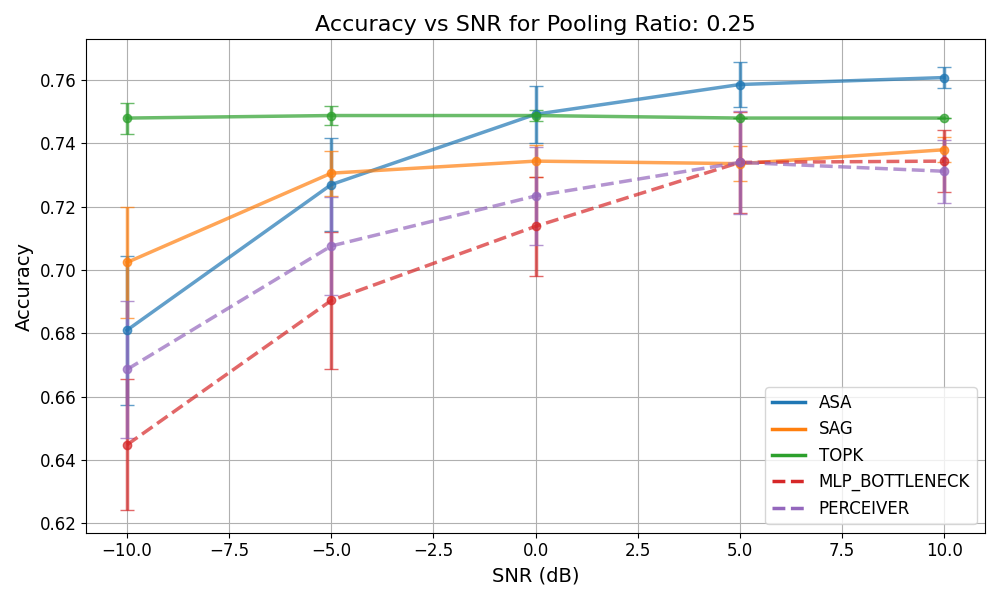 Accuracy vs SNR for Pooling Ratio: 0.25
Accuracy
0.76
0.74
0.72
0.70
0.68
0.66
0.64
0.62
ASA
SAG
TOPK
MLP_BOTTLENECK
PERCEIVER
−10.0 −7.5 −5.0 −2.5 0.0 2.5 5.0 7.5 10.0
SNR (dB)